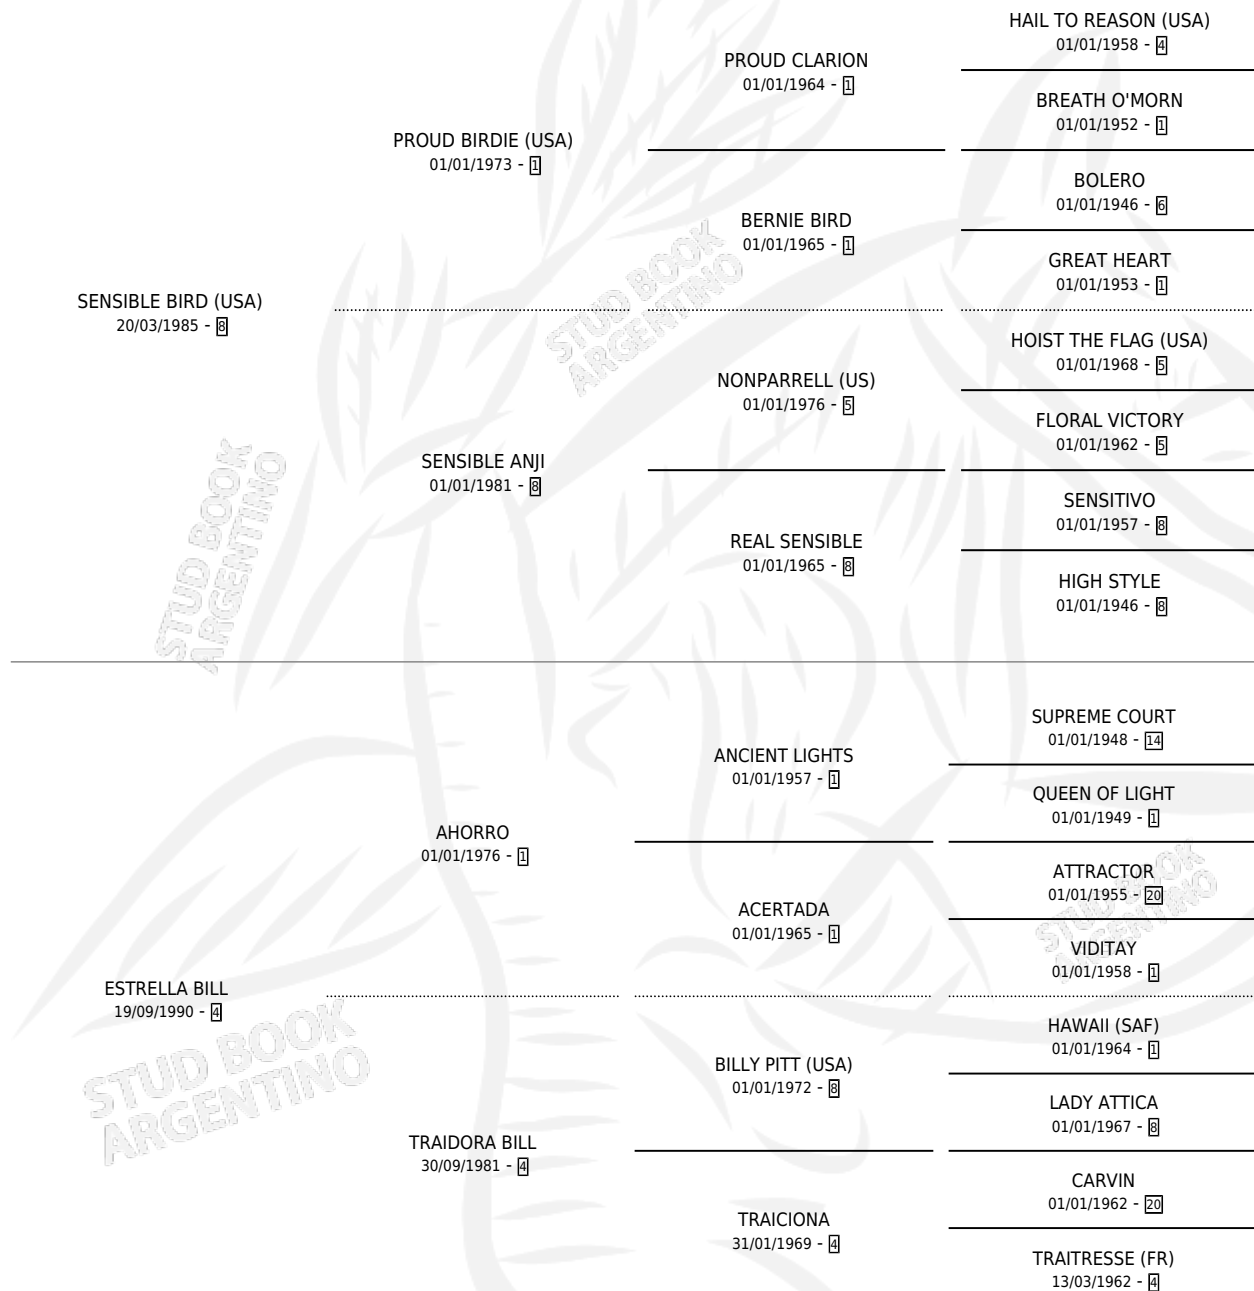 HAIL TO REASON (USA)
01/01/1958 - 4
PROUD CLARION
01/01/1964 - 1
BREATH O'MORN
01/01/1952 - 1
PROUD BIRDIE (USA)
01/01/1973 - 1
BOLERO
01/01/1946 - 6
BERNIE BIRD
01/01/1965 - 1
GREAT HEART
01/01/1953 - 1
SENSIBLE BIRD (USA)
20/03/1985 - 8
HOIST THE FLAG (USA)
01/01/1968 - 5
NONPARRELL (US)
01/01/1976 - 5
FLORAL VICTORY
01/01/1962 - 5
SENSIBLE ANJI
01/01/1981 - 8
SENSITIVO
01/01/1957 - 8
REAL SENSIBLE
01/01/1965 - 8
HIGH STYLE
01/01/1946 - 8
SUPREME COURT
01/01/1948 - 14
ANCIENT LIGHTS
01/01/1957 - 1
QUEEN OF LIGHT
01/01/1949 - 1
AHORRO
01/01/1976 - 1
ATTRACTOR
01/01/1955 - 20
ACERTADA
01/01/1965 - 1
VIDITAY
01/01/1958 - 1
ESTRELLA BILL
19/09/1990 - 4
HAWAII (SAF)
01/01/1964 - 1
BILLY PITT (USA)
01/01/1972 - 8
LADY ATTICA
01/01/1967 - 8
TRAIDORA BILL
30/09/1981 - 4
CARVIN
01/01/1962 - 20
TRAICIONA
31/01/1969 - 4
TRAITRESSE (FR)
13/03/1962 - 4
STUD BOOK
ARGENTINO
STUD BOOK
ARGENTINO
STUD BOOK
ARGENTINO
STUD BOOK
ARGENTINO